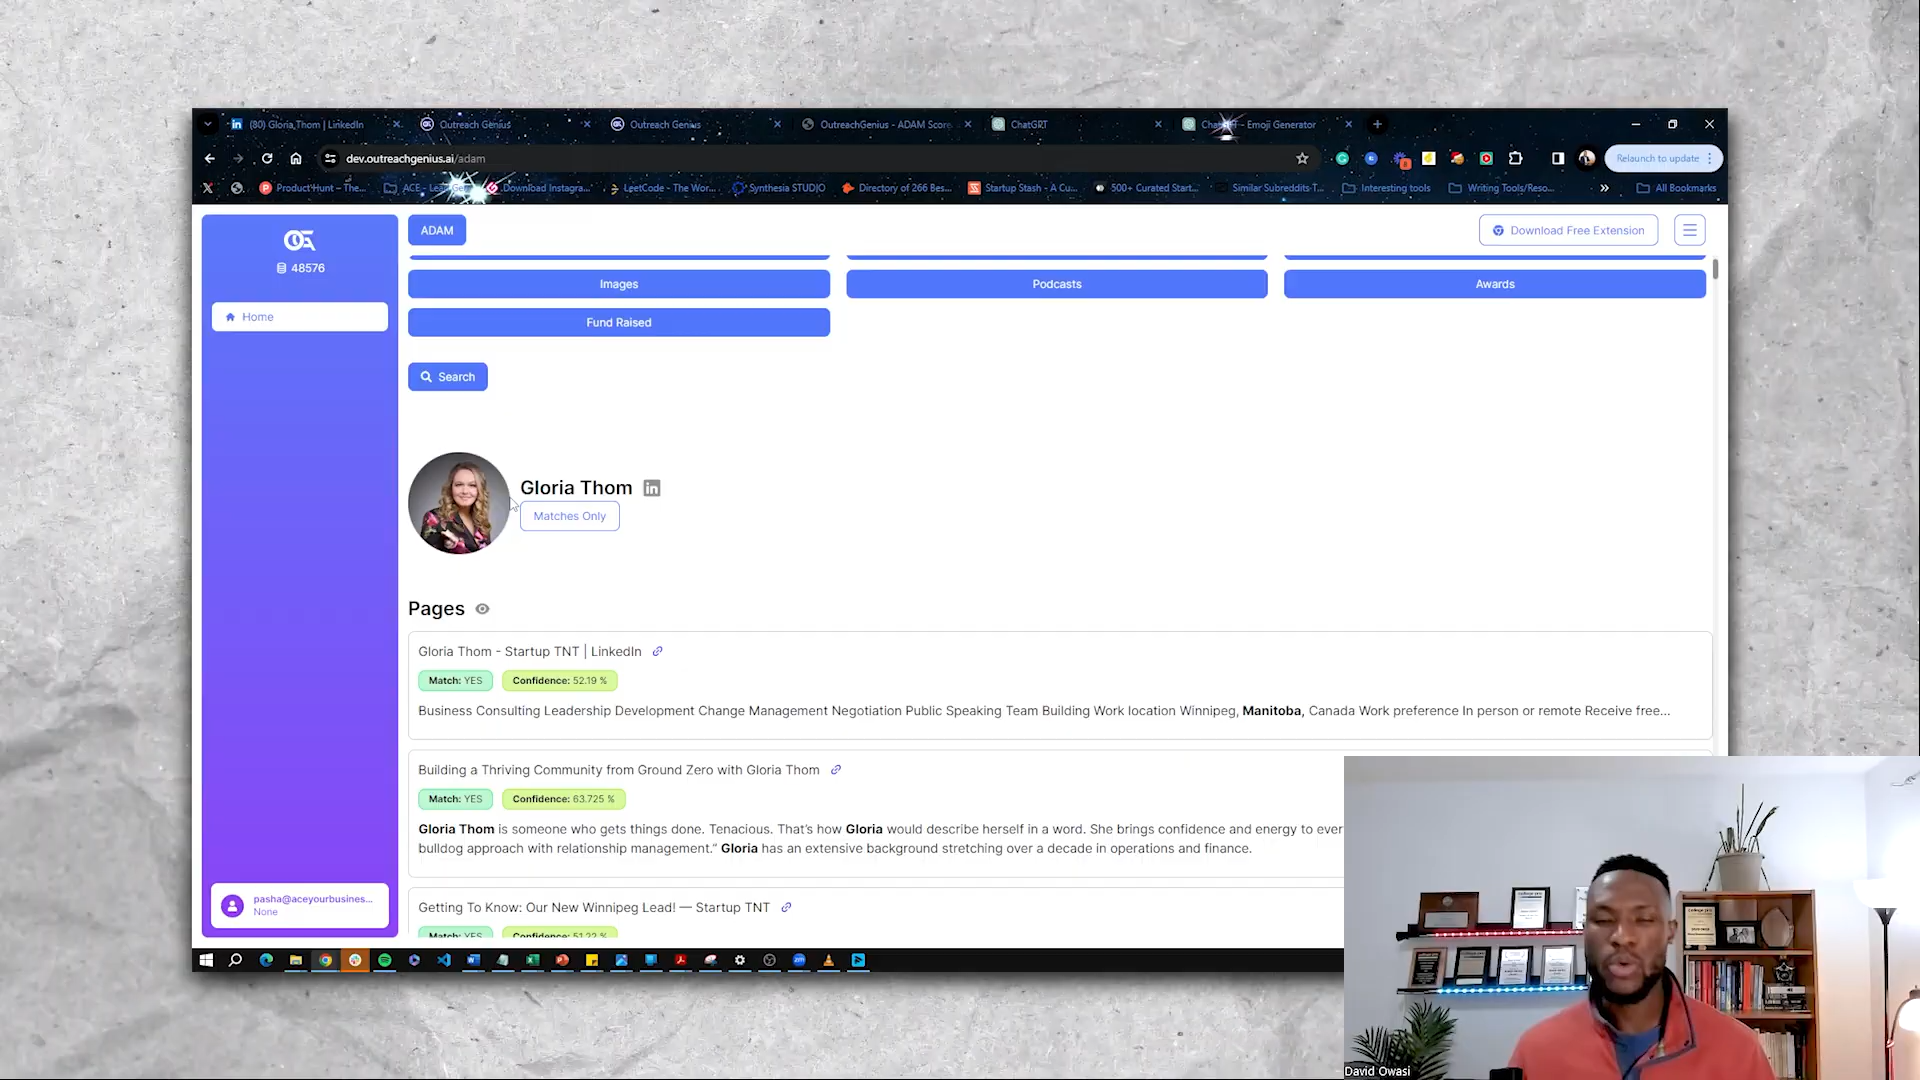 (80) Gloria Thom | LinkedIn
Outreach Genius
Outreach Genius
OutreachGenius - ADAM Score
ChatGPT
- Emoji Generator
dev.outreachgenius.ai/adam
Relaunch to update
Product Hunt – The...
Download Instagra...
LeetCode - The Wor...
Synthesia STUDIO
Directory of 266 Bes...
Startup Stash - A Cu...
500+ Curated Start...
Similar Subreddits T...
Interesting tools
Writing Tools/Reso...
All Bookmarks
48576
Home
pasha@aceyourbusines...
None
ADAM
Download Free Extension
Images
Podcasts
Awards
Fund Raised
Search
Gloria Thom
in
Matches Only
Pages
Gloria Thom - Startup TNT | LinkedIn
Match: YES
Confidence: 52.19 %
Business Consulting Leadership Development Change Management Negotiation Public Speaking Team Building Work location Winnipeg, Manitoba, Canada Work preference In person or remote Receive free...
Building a Thriving Community from Ground Zero with Gloria Thom
Match: YES
Confidence: 63.725 %
Gloria Thom is someone who gets things done. Tenacious. That's how Gloria would describe herself in a word. She brings confidence and energy to ever
bulldog approach with relationship management." Gloria has an extensive background stretching over a decade in operations and finance.
Getting To Know: Our New Winnipeg Lead! — Startup TNT
Match: YES
Confidence: 51.22 %
David Owasi